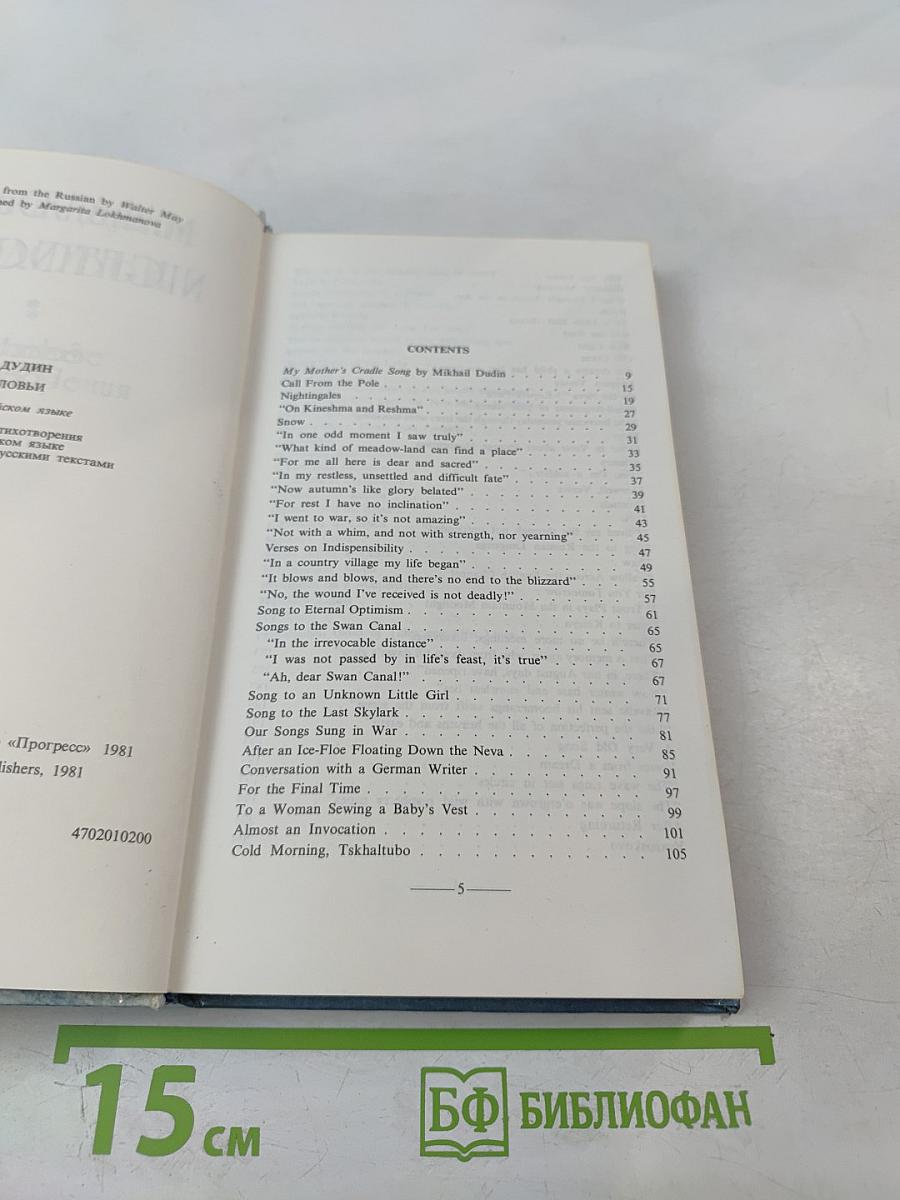 from the Russian by Walter May
ned by Margarita Lokhmanova
ДУДИН
ЛОВЬИ
йском языке
тихотворения
ком языке
усскими текстами
«Прогресс» 1981
lishers, 1981
4702010200
CONTENTS
My Mother's Cradle Song by Mikhail Dudin . . . . . . . 9
Call From the Pole . . . . . . . . . . . . . . 15
Nightingales . . . . . . . . . . . . . . . 19
"On Kineshma and Reshma" . . . . . . . . . . . 27
Snow . . . . . . . . . . . . . . . . . . 29
"In one odd moment I saw truly" . . . . . . . . . 31
"What kind of meadow-land can find a place" . . . . . . 33
"For me all here is dear and sacred" . . . . . . . . 35
"In my restless, unsettled and difficult fate" . . . . . . . 37
"Now autumn's like glory belated" . . . . . . . . . 39
"For rest I have no inclination" . . . . . . . . . . 41
"I went to war, so it's not amazing" . . . . . . . . . 43
"Not with a whim, and not with strength, nor yearning" . . . . 45
Verses on Indispensibility . . . . . . . . . . . . 47
"In a country village my life began" . . . . . . . . . 49
"It blows and blows, and there's no end to the blizzard" . . . . 55
"No, the wound I've received is not deadly!" . . . . . . . 57
Song to Eternal Optimism . . . . . . . . . . . . 61
Songs to the Swan Canal . . . . . . . . . . . . 65
"In the irrevocable distance" . . . . . . . . . . . 65
"I was not passed by in life's feast, it's true" . . . . . . 67
"Ah, dear Swan Canal!" . . . . . . . . . . . . 67
Song to an Unknown Little Girl . . . . . . . . . . 71
Song to the Last Skylark . . . . . . . . . . . . 77
Our Songs Sung in War . . . . . . . . . . . . 81
After an Ice-Floe Floating Down the Neva . . . . . . . 85
Conversation with a German Writer . . . . . . . . . 91
For the Final Time . . . . . . . . . . . . . . 97
To a Woman Sewing a Baby's Vest . . . . . . . . . 99
Almost an Invocation . . . . . . . . . . . . . 101
Cold Morning, Tskhaltubo . . . . . . . . . . . . 105
5
15 см
БФ БИБЛИОФАН